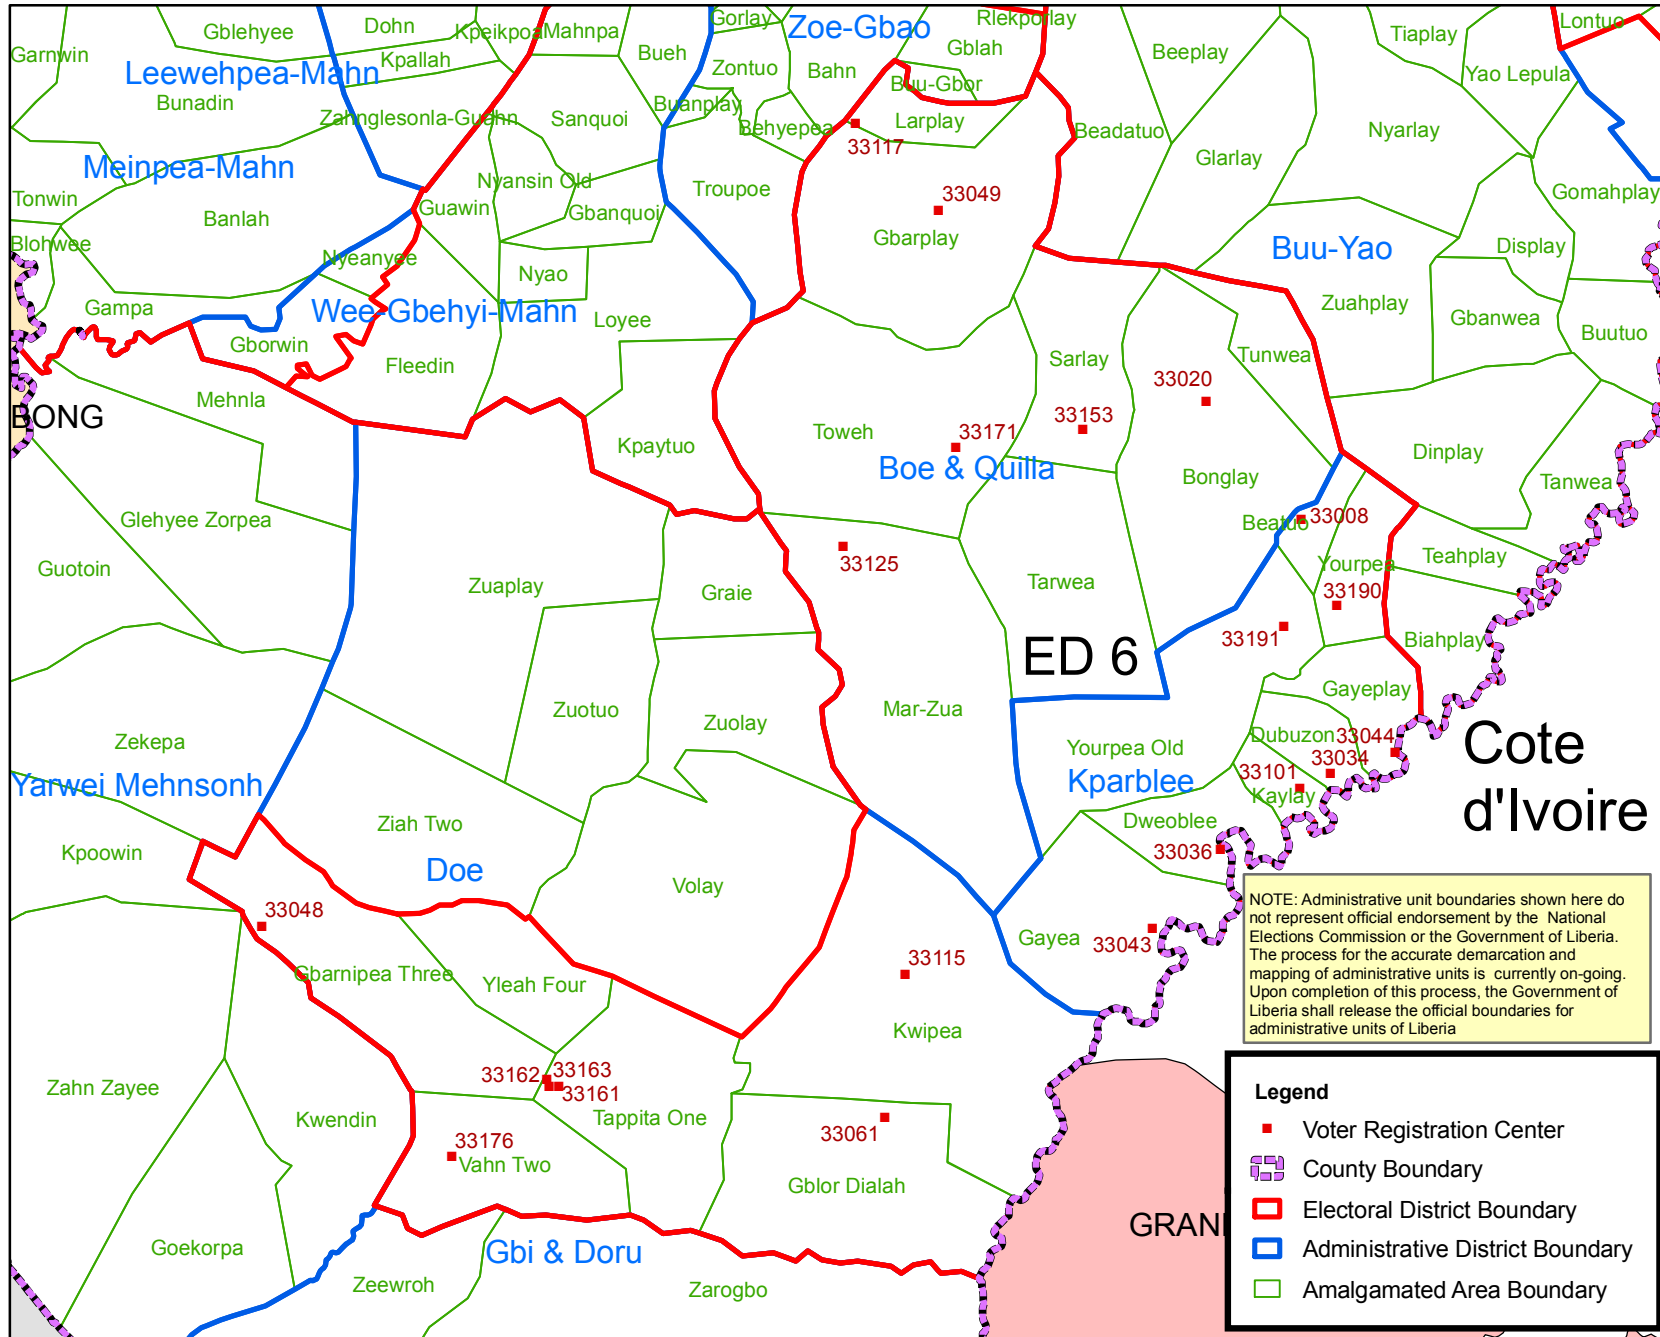 Gblehyee
Dohn
Kpeikpoa
Mahnpa
Gorlay
Zoe-Gbao
Rlekporlay
Tiaplay
Lontuo
Garnwin
Kpallah
Bueh
Gblah
Beeplay
Leewehpea-Mahn
Zontuo
Bahn
Yao Lepula
Bunadin
Buu-Gbor
Zahnglesonla-Guahn
Sanquoi
Buanplay
Behyepea
Larplay
Beadatuo
Nyarlay
33117
Glarlay
Meinpea-Mahn
Nyansin Old
Troupoe
33049
Gomahplay
Tonwin
Banlah
Guawin
Gbanquoi
Gbarplay
Blohwee
Nyeanyee
Nyao
Buu-Yao
Display
Gampa
Wee-Gbehyi-Mahn
Loyee
Zuahplay
Gbanwea
Buutuo
Gborwin
Fleedin
Sarlay
Tunwea
33020
Mehnla
BONG
33153
Kpaytuo
Toweh
33171
Boe & Quilla
Bonglay
Dinplay
Tanwea
Glehyee Zorpea
Beatuo
33008
Guotoin
Zuaplay
Graie
33125
Tarwea
Yourpea
Teahplay
33190
33191
Biahplay
ED 6
Zuotuo
Zuolay
Mar-Zua
Gayeplay
Zekepa
Yourpea Old
Dubuzon
33044
Cote
d'Ivoire
33034
Yarwei Mehnsonh
Kparblee
33101
Kaylay
Ziah Two
Dweoblee
Kpoowin
Doe
Volay
33036
33048
Gayea
33043
NOTE: Administrative unit boundaries shown here do
not represent official endorsement by the National
Elections Commission or the Government of Liberia.
The process for the accurate demarcation and
mapping of administrative units is currently on-going.
Upon completion of this process, the Government of
Liberia shall release the official boundaries for
administrative units of Liberia
Gbarnipea Three
Yleah Four
33115
Kwipea
33162
33163
33161
Zahn Zayee
Kwendin
Tappita One
33061
33176
Vahn Two
Gblor Dialah
GRAN
Goekorpa
Gbi & Doru
Zeewroh
Zarogbo
Legend
Voter Registration Center
County Boundary
Electoral District Boundary
Administrative District Boundary
Amalgamated Area Boundary